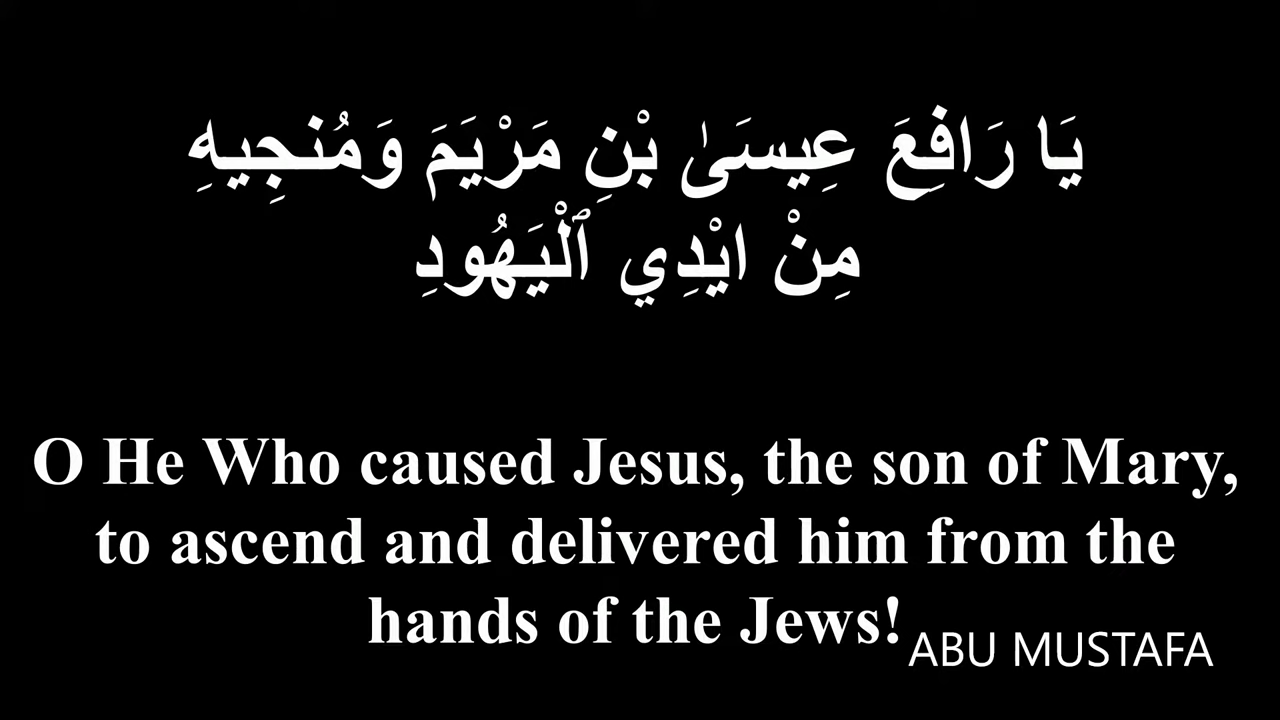 يَا رَافِعَ عِيسَىٰ بْنِ مَرْيَمَ وَمُنجِيهِ
مِنْ ايْدِي ٱلْيَهُودِ
O He Who caused Jesus, the son of Mary,
to ascend and delivered him from the
hands of the Jews!
ABU MUSTAFA